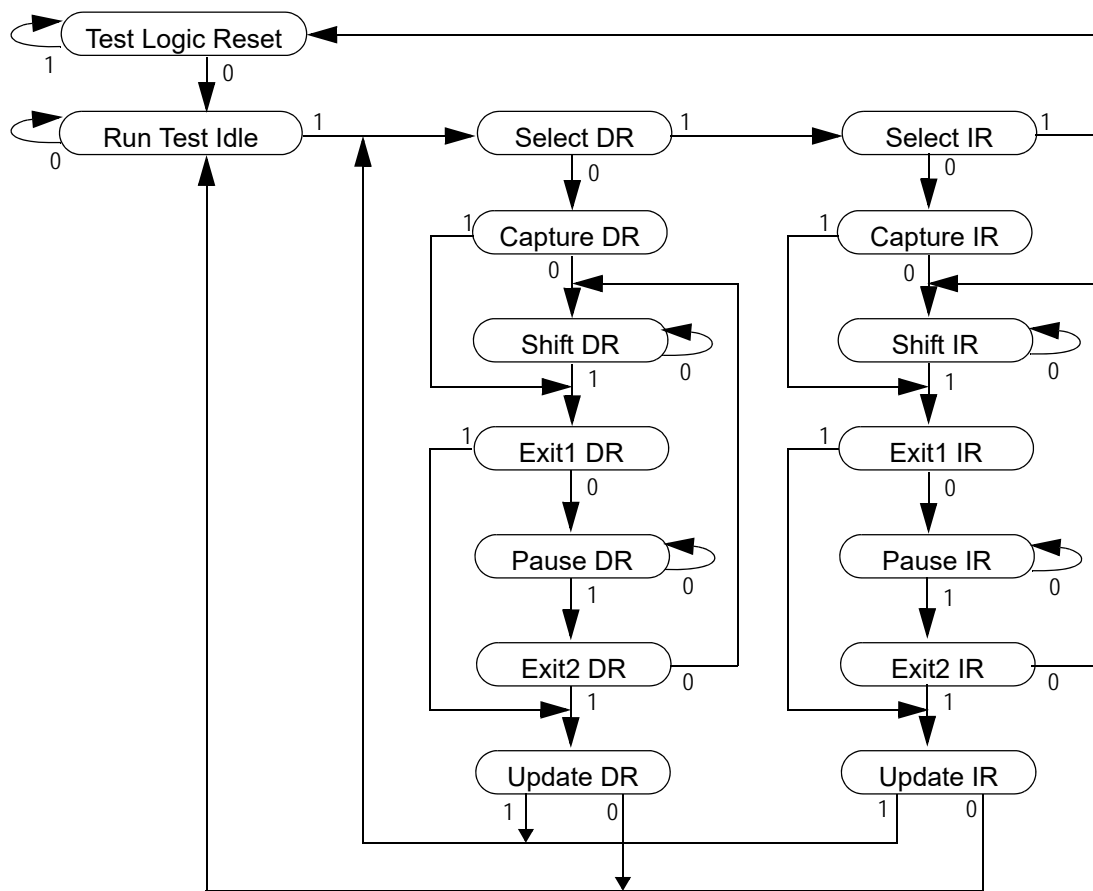 Test Logic Reset
1
0
Run Test Idle
0
1
Select DR
1
Select IR
1
0
0
1
Capture DR
0
1
Capture IR
0
Shift DR
0
1
Shift IR
0
1
1
Exit1 DR
0
1
Exit1 IR
0
Pause DR
0
1
Pause IR
0
1
Exit2 DR
0
1
Exit2 IR
0
1
Update DR
1
0
Update IR
1
0